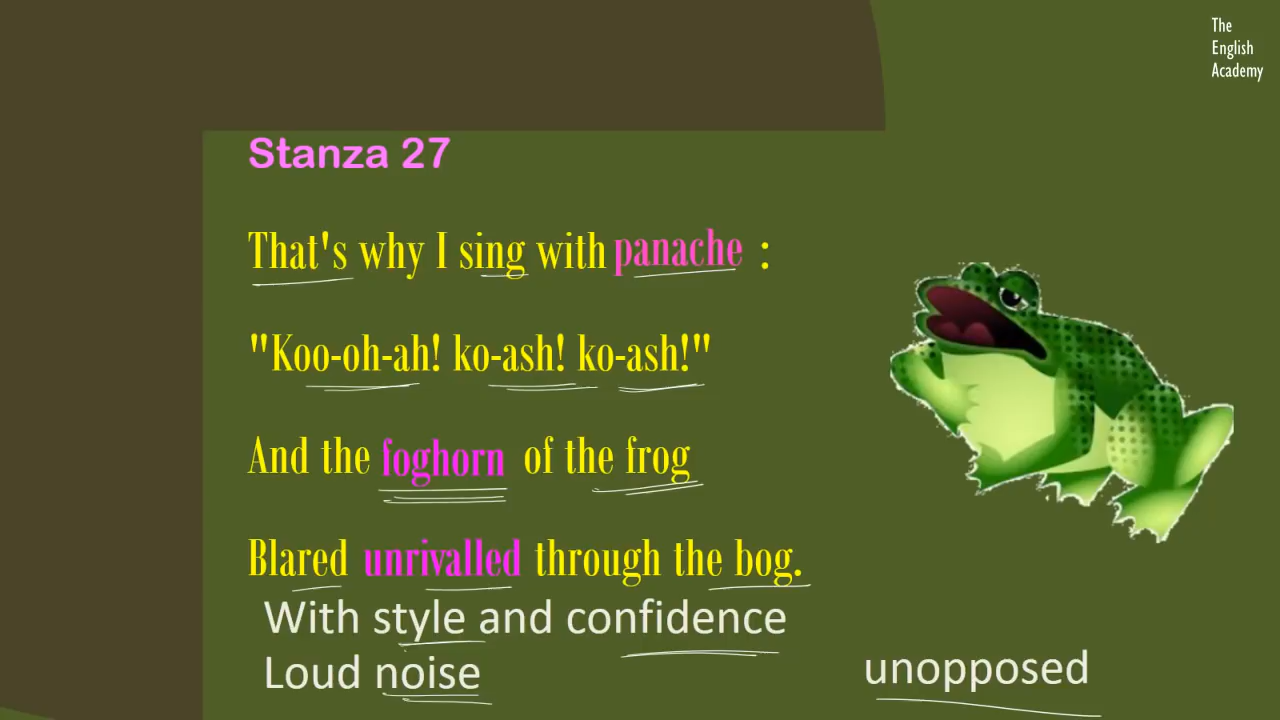 The
English
Academy
Stanza 27
That's why I sing with panache :
"Koo-oh-ah! ko-ash! ko-ash!"
And the foghorn of the frog
Blared unrivalled through the bog.
With style and confidence
Loud noise unopposed